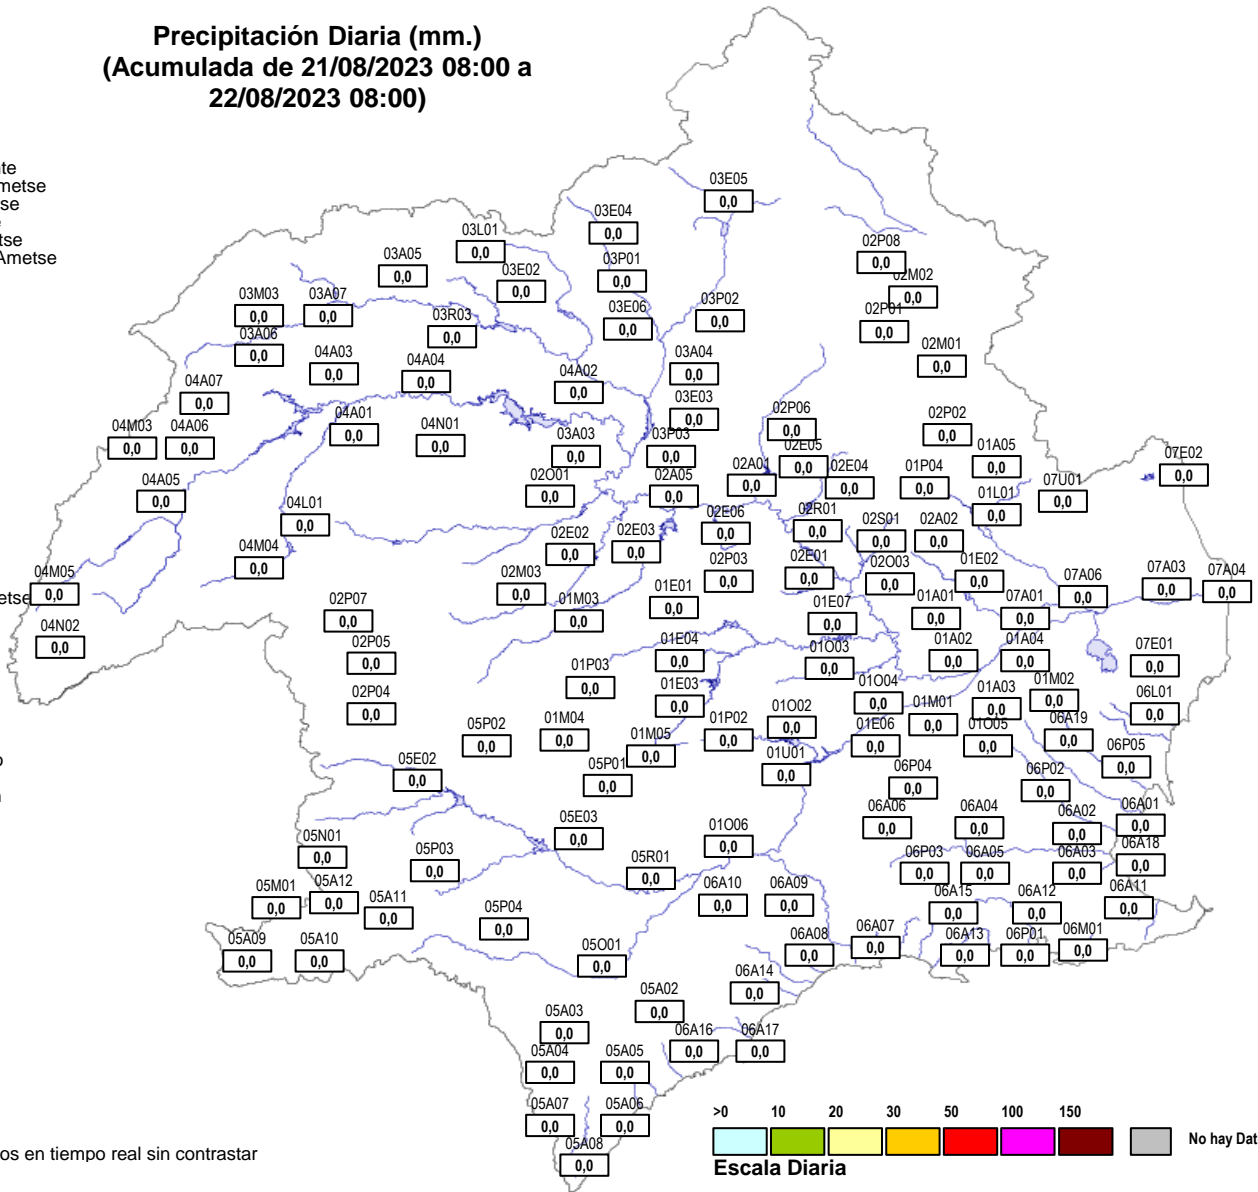 Precipitación Diaria (mm.)
(Acumulada de 21/08/2023 08:00 a
22/08/2023 08:00)
03E05
0,0
03E04
0,0
03L01
0,0
02P08
0,0
03A05
0,0
03P01
0,0
03E02
0,0
02M02
0,0
03M03
0,0
03A07
0,0
03P02
0,0
03E06
0,0
02P01
0,0
03R03
0,0
03A06
0,0
02M01
0,0
04A03
0,0
03A04
0,0
04A04
0,0
04A02
0,0
04A07
0,0
03E03
0,0
04A01
0,0
02P06
0,0
02P02
0,0
04M03
0,0
04A06
0,0
04N01
0,0
03A03
0,0
03P03
0,0
02E05
0,0
01A05
0,0
07E02
0,0
02O01
0,0
02A05
0,0
02A01
0,0
02E04
0,0
01P04
0,0
07U01
0,0
04A05
0,0
01L01
0,0
04L01
0,0
02E06
0,0
02R01
0,0
02S01
0,0
02A02
0,0
02E02
0,0
02E03
0,0
04M04
0,0
02P03
0,0
02E01
0,0
02O03
0,0
01E02
0,0
04M05
0,0
02M03
0,0
07A06
0,0
07A03
0,0
07A04
0,0
02P07
0,0
01M03
0,0
01E01
0,0
01E07
0,0
01A01
0,0
07A01
0,0
04N02
0,0
02P05
0,0
01E04
0,0
01O03
0,0
01A02
0,0
01A04
0,0
07E01
0,0
01P03
0,0
02P04
0,0
01E03
0,0
01O04
0,0
01A03
0,0
01M02
0,0
06L01
0,0
05P02
0,0
01M04
0,0
01M05
0,0
01P02
0,0
01O02
0,0
01E06
0,0
01M01
0,0
01O05
0,0
06A19
0,0
05E02
0,0
05P01
0,0
01U01
0,0
06P04
0,0
06P02
0,0
06P05
0,0
05E03
0,0
01O06
0,0
06A06
0,0
06A04
0,0
06A02
0,0
06A01
0,0
05N01
0,0
05P03
0,0
05R01
0,0
06P03
0,0
06A05
0,0
06A03
0,0
06A18
0,0
05M01
0,0
05A12
0,0
05A11
0,0
06A10
0,0
06A09
0,0
06A15
0,0
06A12
0,0
06A11
0,0
05P04
0,0
05A09
0,0
05A10
0,0
05O01
0,0
06A08
0,0
06A07
0,0
06A13
0,0
06P01
0,0
06M01
0,0
06A14
0,0
05A02
0,0
05A03
0,0
06A16
0,0
06A17
0,0
05A04
0,0
05A05
0,0
05A07
0,0
05A06
0,0
05A08
0,0
>0 10 20 30 50 100 150
No hay Dat
Escala Diaria
os en tiempo real sin contrastar